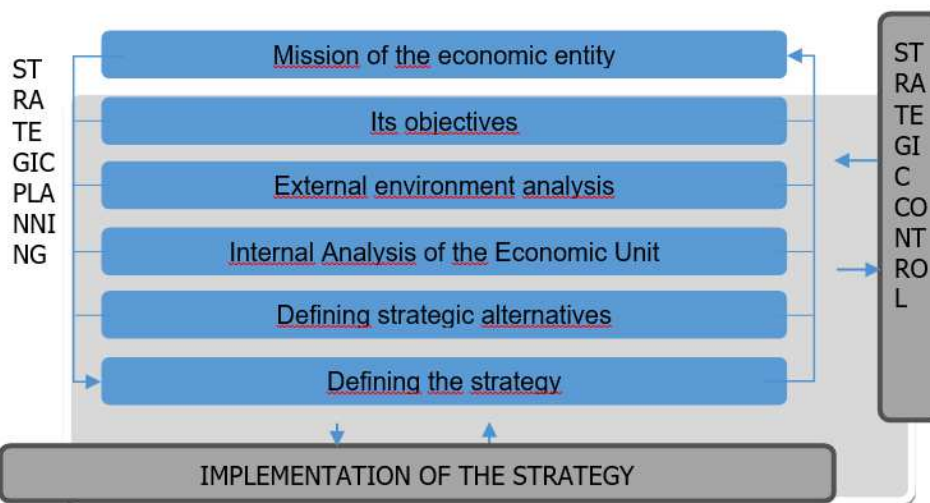 ST
RA
TE
GIC
PLA
NNI
NG
Mission of the economic entity
Its objectives
External environment analysis
Internal Analysis of the Economic Unit
Defining strategic alternatives
Defining the strategy
IMPLEMENTATION OF THE STRATEGY
ST
RA
TE
GI
C
CO
NT
RO
L